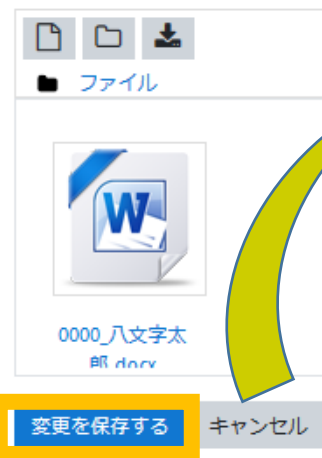 ファイル
W
0000_八文字太
郎.docx
変更を保存する
キャンセル